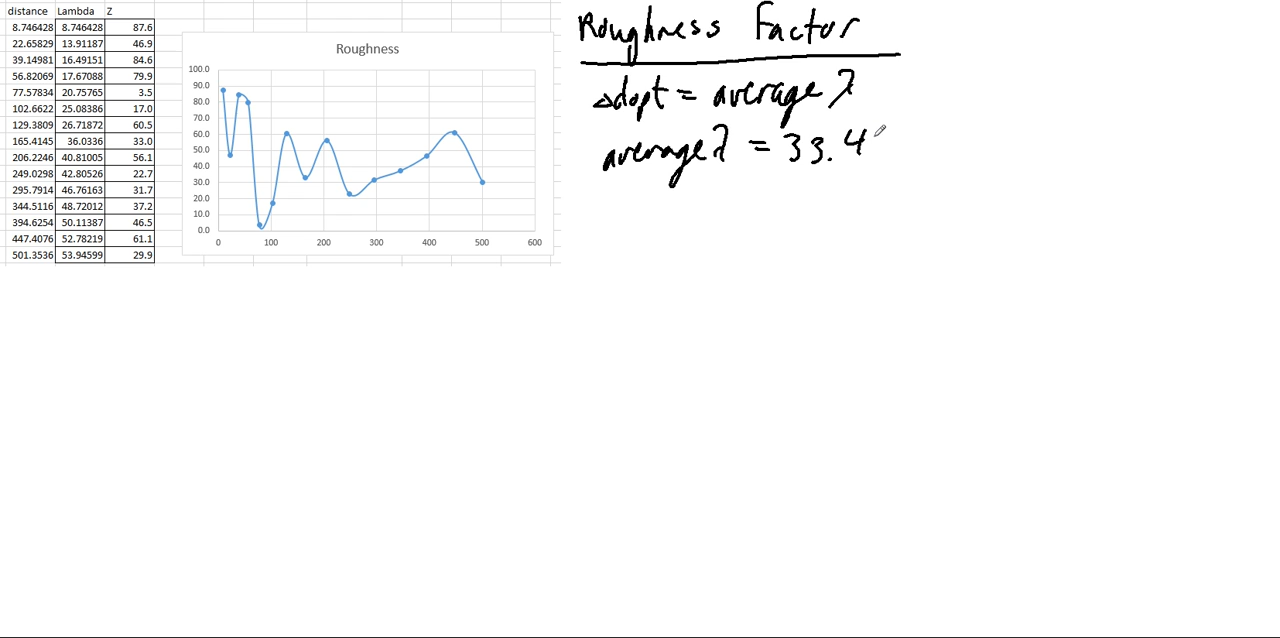 distance Lambda Z
8.746428 8.746428 87.6
22.65829 13.91187 46.9
39.14981 16.49151 84.6
56.82069 17.67088 79.9
77.57834 20.75765 3.5
102.6622 25.08386 17.0
129.3809 26.71872 60.5
165.4145 36.0336 33.0
206.2246 40.81005 56.1
249.0298 42.80526 22.7
295.7914 46.76163 31.7
344.5116 48.72012 37.2
394.6254 50.11387 46.5
447.4076 52.78219 61.1
501.3536 53.94599 29.9
Roughness
100.0
90.0
80.0
70.0
60.0
50.0
40.0
30.0
20.0
10.0
0.0
0 100 200 300 400 500 600
Roughness Factor
Δdopt = average λ
average λ = 33.4